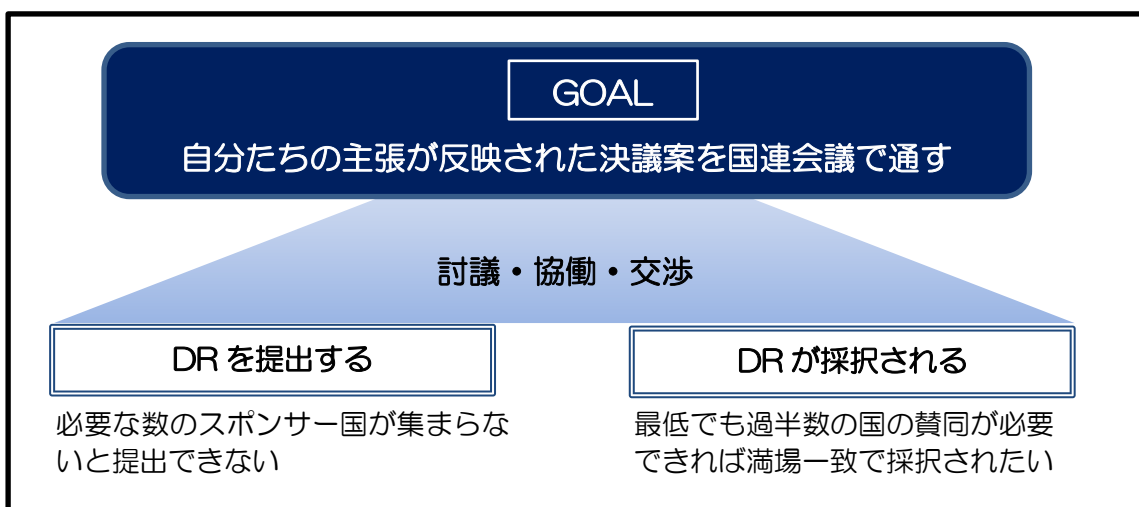 GOAL
自分たちの主張が反映された決議案を国連会議で通す
討議・協働・交渉
DR を提出する
必要な数のスポンサー国が集まらな
いと提出できない
DR が採択される
最低でも過半数の国の賛同が必要
できれば満場一致で採択されたい